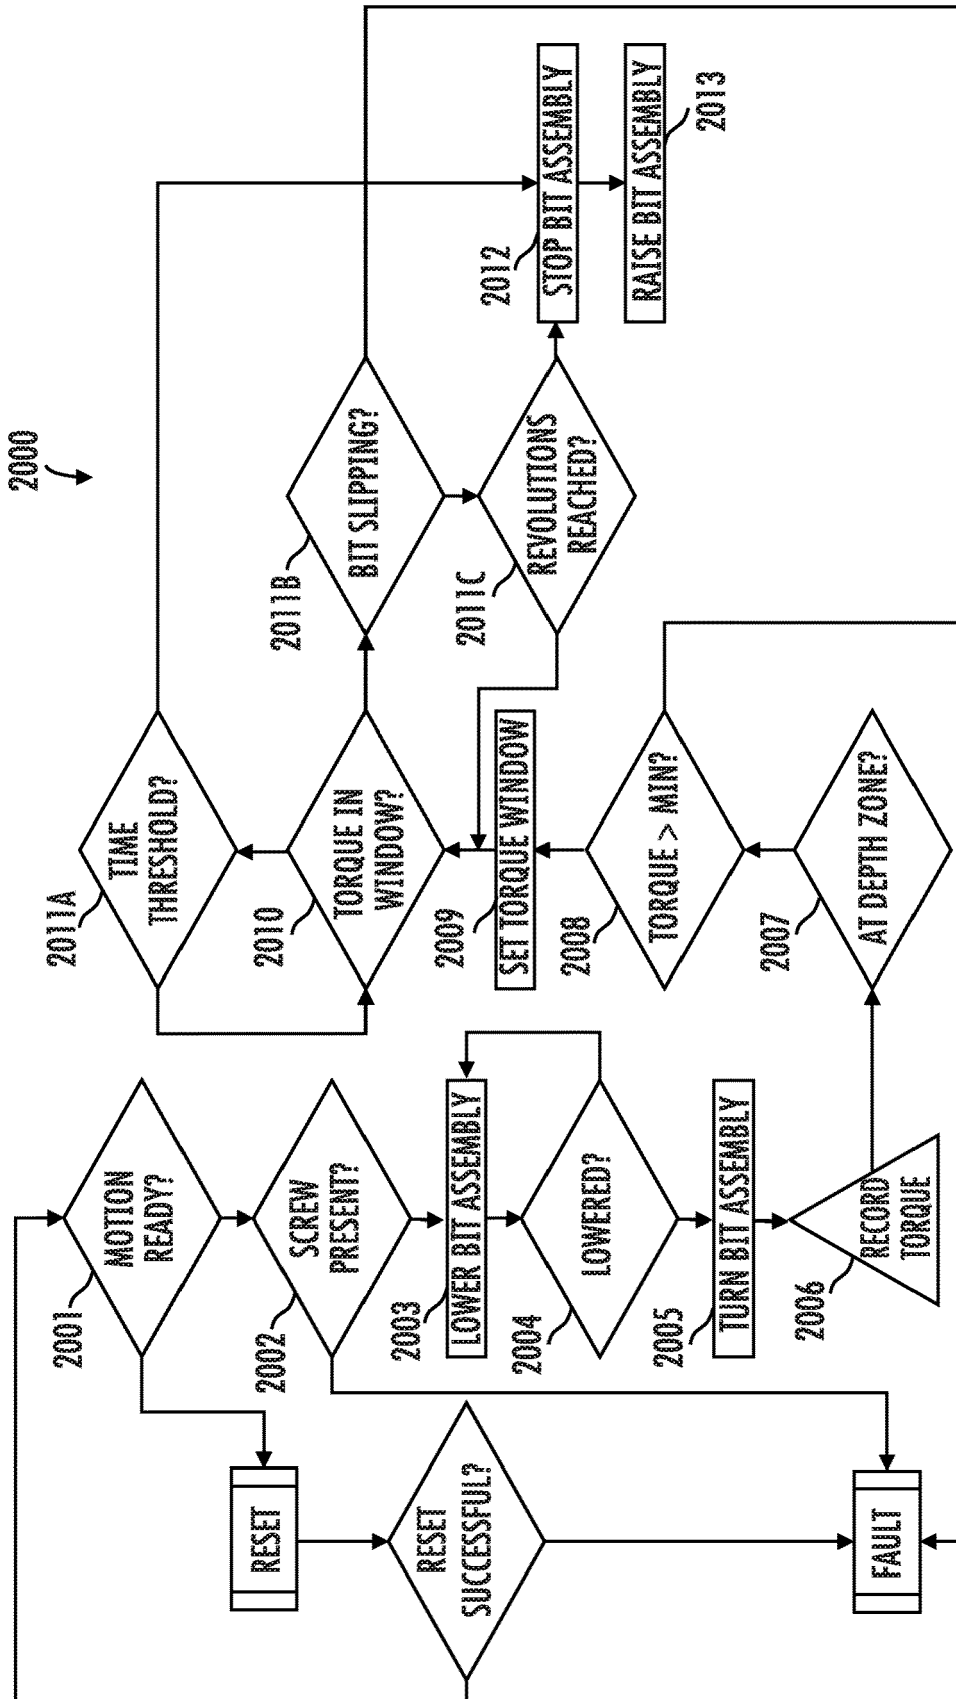 2000
RESET
RESET
SUCCESSFUL?
FAULT
2001
MOTION
READY?
2002
SCREW
PRESENT?
2003
LOWER BIT ASSEMBLY
2004
LOWERED?
2005
TURN BIT ASSEMBLY
2006
RECORD
TORQUE
2011A
TIME
THRESHOLD?
2010
TORQUE IN
WINDOW?
2009
SET TORQUE WINDOW
2008
TORQUE > MIN?
2007
AT DEPTH ZONE?
2011B
BIT SLIPPING?
2011C
REVOLUTIONS
REACHED?
2012
STOP BIT ASSEMBLY
RAISE BIT ASSEMBLY
2013